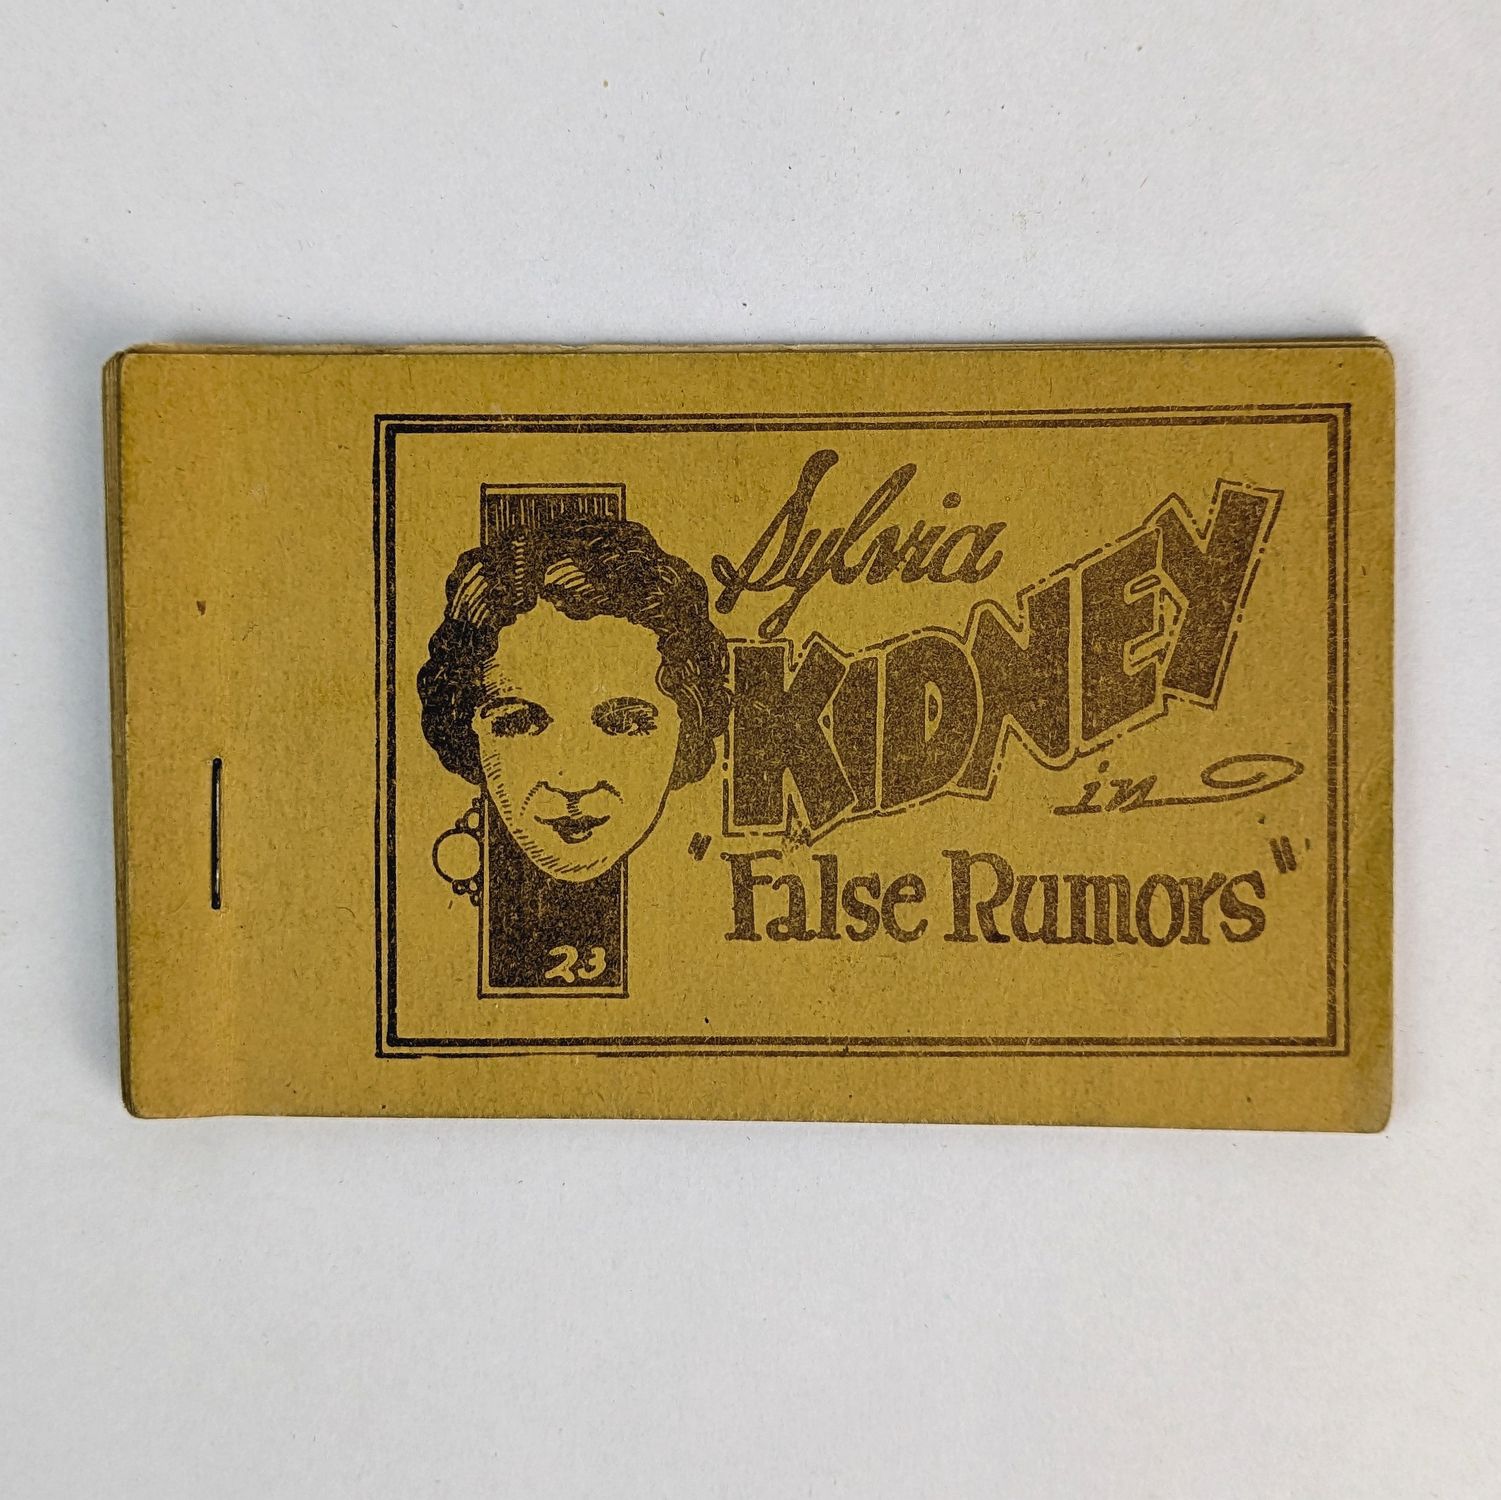 Sylvia
KIDNEY
in
"False Rumors"
23